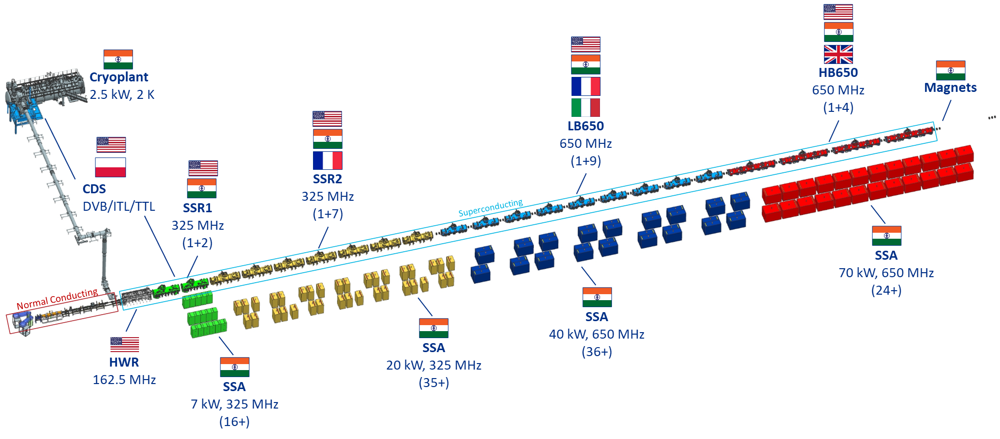 Cryoplant
2.5 kW, 2 K
CDS
DVB/ITL/TTL
SSR1
325 MHz
(1+2)
SSR2
325 MHz
(1+7)
LB650
650 MHz
(1+9)
HB650
650 MHz
(1+4)
Magnets
...
Superconducting
Normal Conducting
HWR
162.5 MHz
SSA
7 kW, 325 MHz
(16+)
SSA
20 kW, 325 MHz
(35+)
SSA
40 kW, 650 MHz
(36+)
SSA
70 kW, 650 MHz
(24+)